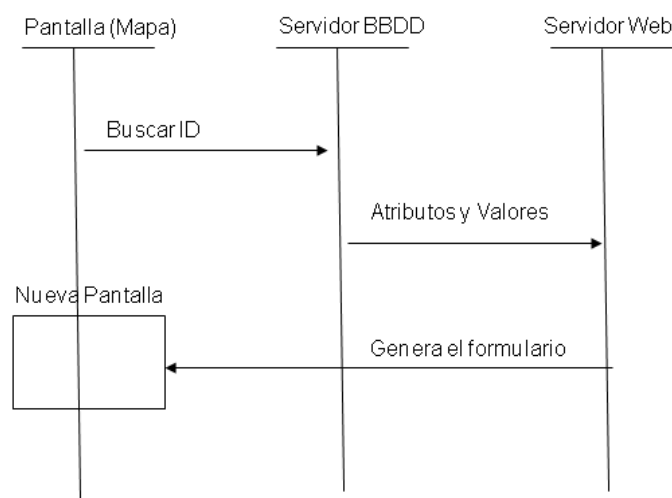 Pantalla (Mapa)
Servidor BBDD
Servidor Web
Buscar ID
Atributos y Valores
Nueva Pantalla
Genera el formulario